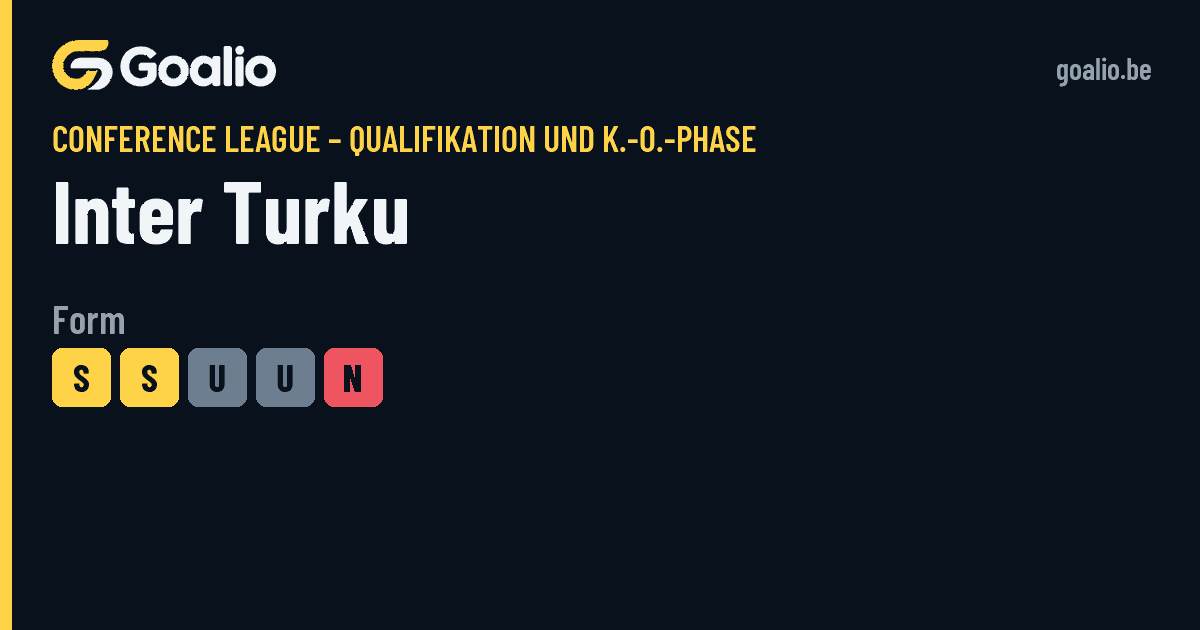 Goalio
goalio.be
CONFERENCE LEAGUE – QUALIFIKATION UND K.-O.-PHASE
Inter Turku
Form
S S U U N